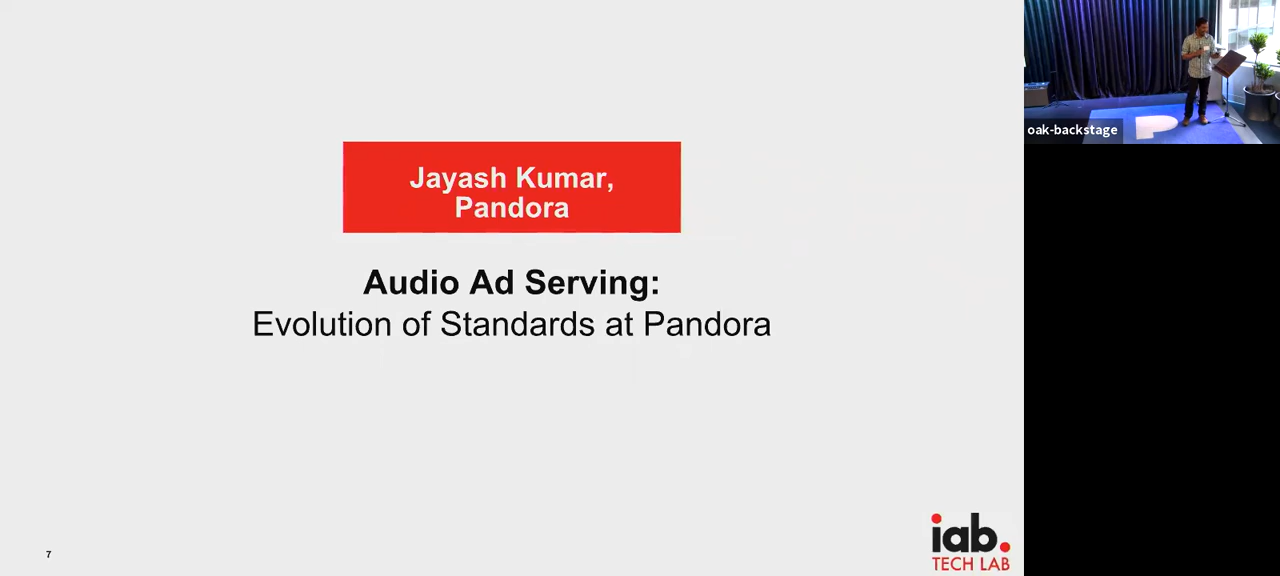 Jayash Kumar,
Pandora
Audio Ad Serving:
Evolution of Standards at Pandora
oak-backstage
7
iab.
TECH LAB